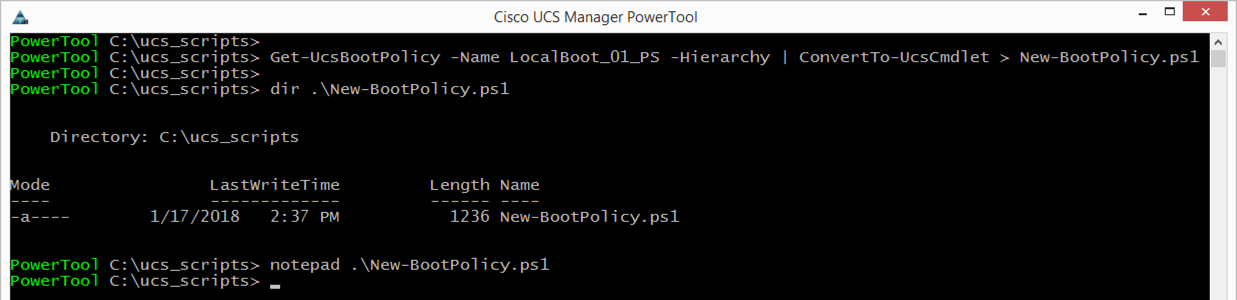 Cisco UCS Manager PowerTool
PowerTool C:\ucs_scripts>
PowerTool C:\ucs_scripts> Get-UcsBootPolicy -Name LocalBoot_01_PS -Hierarchy | ConvertTo-UcsCmdlet > New-BootPolicy.ps1
PowerTool C:\ucs_scripts>
PowerTool C:\ucs_scripts> dir .\New-BootPolicy.ps1
Directory: C:\ucs_scripts
Mode LastWriteTime Length Name
---- ------------- ------ ----
-a---- 1/17/2018 2:37 PM 1236 New-BootPolicy.ps1
PowerTool C:\ucs_scripts> notepad .\New-BootPolicy.ps1
PowerTool C:\ucs_scripts> _